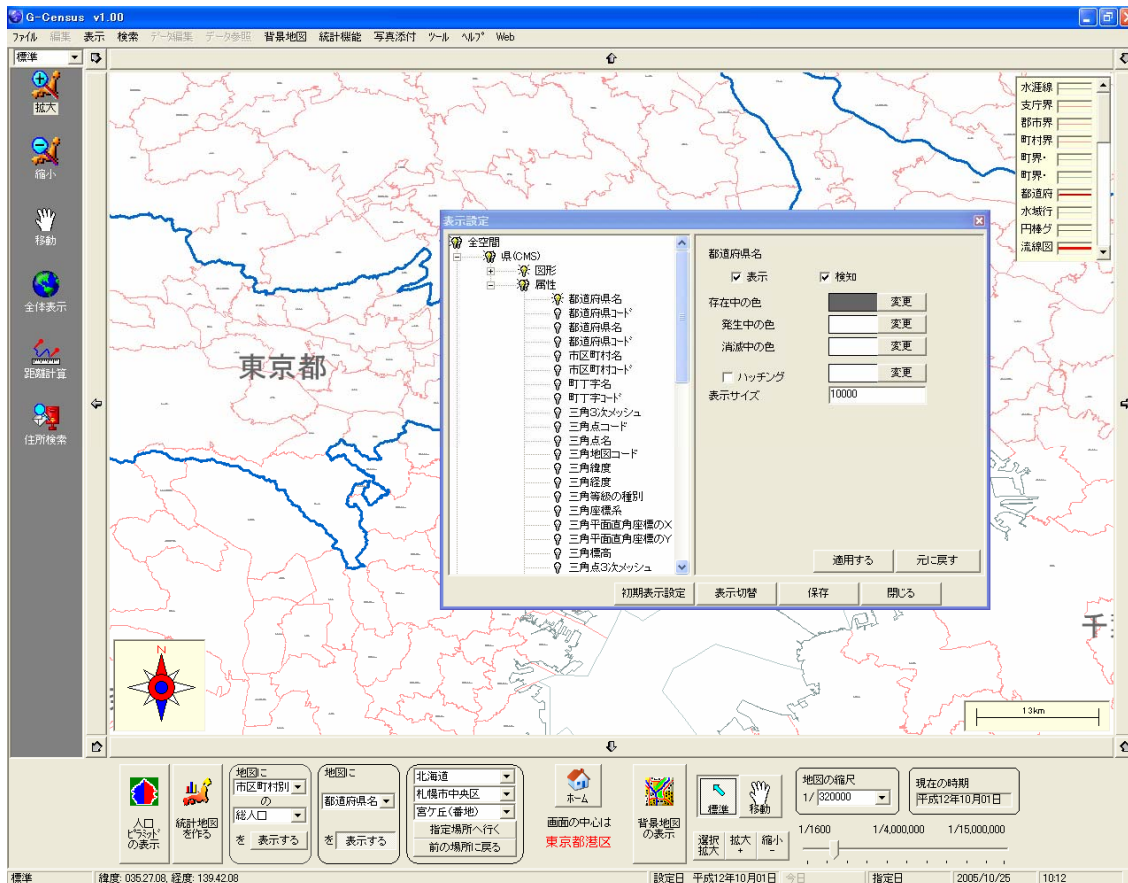 G-Census v1.00
ファイル 編集 表示 検索 データ編集 データ参照 背景地図 統計機能 写真添付 ツール ヘルプ Web
標準
拡大
縮小
移動
全体表示
距離計算
住所検索
東京都
千
N
13km
水涯線
支庁界
郡市界
町村界
町界・
町界・
都道府
水域行
円棒グ
流線図
表示設定
全空間
県(CMS)
図形
属性
都道府県名
都道府県コード
都道府県名
都道府県コード
市区町村名
市区町村コード
町丁字名
町丁字コード
三角3次メッシュ
三角点コード
三角点名
三角地図コード
三角緯度
三角経度
三角等級の種別
三角座標系
三角平面直角座標のX
三角平面直角座標のY
三角標高
三角点3次メッシュ
都道府県名
表示 検知
存在中の色 変更
発生中の色 変更
消滅中の色 変更
ハッチング 変更
表示サイズ 10000
適用する 元に戻す
初期表示設定 表示切替 保存 閉じる
人口
ピラミッド
の表示
統計地図
を作る
地図に
市区町村別
の
総人口
を 表示する
地図に
都道府県名
を 表示する
北海道
札幌市中央区
宮ケ丘(番地)
指定場所へ行く
前の場所に戻る
ホーム
画面の中心は
東京都港区
背景地図
の表示
標準
移動
選択
拡大
拡大
+
縮小
-
地図の縮尺
1/ 320000
現在の時期
平成12年10月01日
1/1600 1/4,000,000 1/15,000,000
標準 緯度: 035.27.08, 経度: 139.42.08 設定日 平成12年10月01日 今日 指定日 2005/10/25 10:12